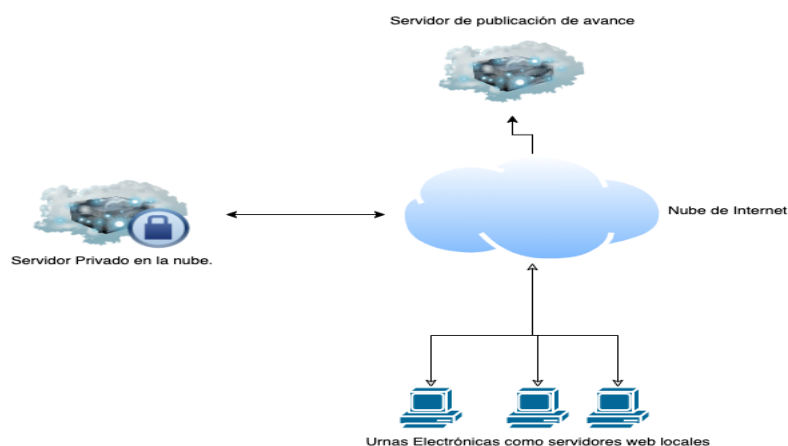 Servidor de publicación de avance
Nube de Internet
Servidor Privado en la nube.
Urnas Electrónicas como servidores web locales